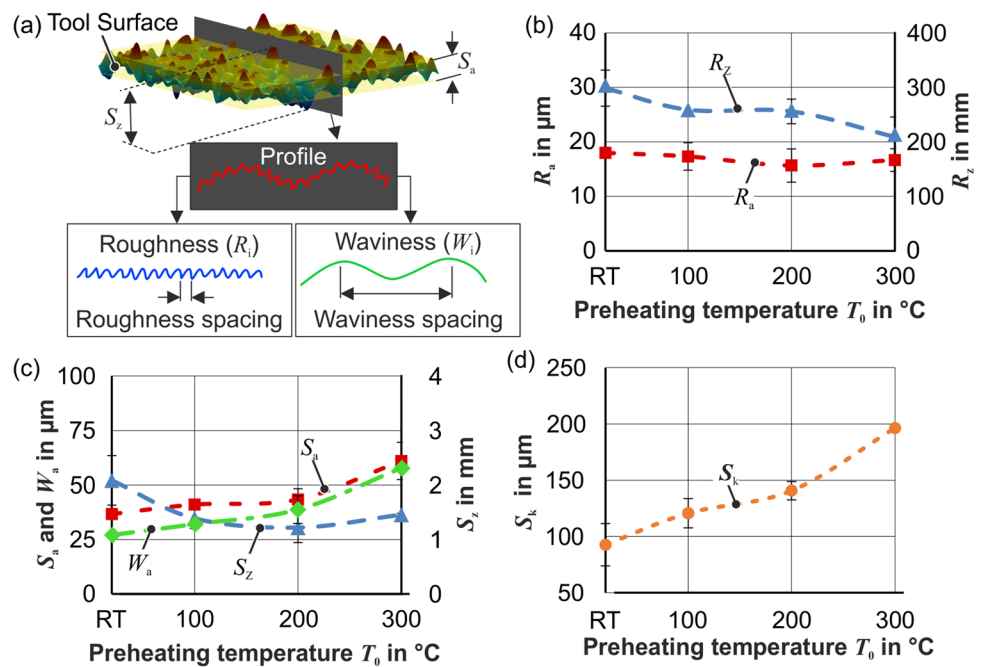 (a)
Tool Surface
Sa
Sz
Profile
Roughness (Ri)
Roughness spacing
Waviness (Wi)
Waviness spacing
(b)
40
30
20
10
0
Ra in µm
RZ
Ra
400
300
200
100
0
Rz in mm
RT 100 200 300
Preheating temperature T0 in °C
(c)
100
75
50
25
0
Sa and Wa in µm
Sa
Wa
SZ
4
3
2
1
0
Sz in mm
RT 100 200 300
Preheating temperature T0 in °C
(d)
250
200
150
100
50
Sk in µm
Sk
RT 100 200 300
Preheating temperature T0 in °C